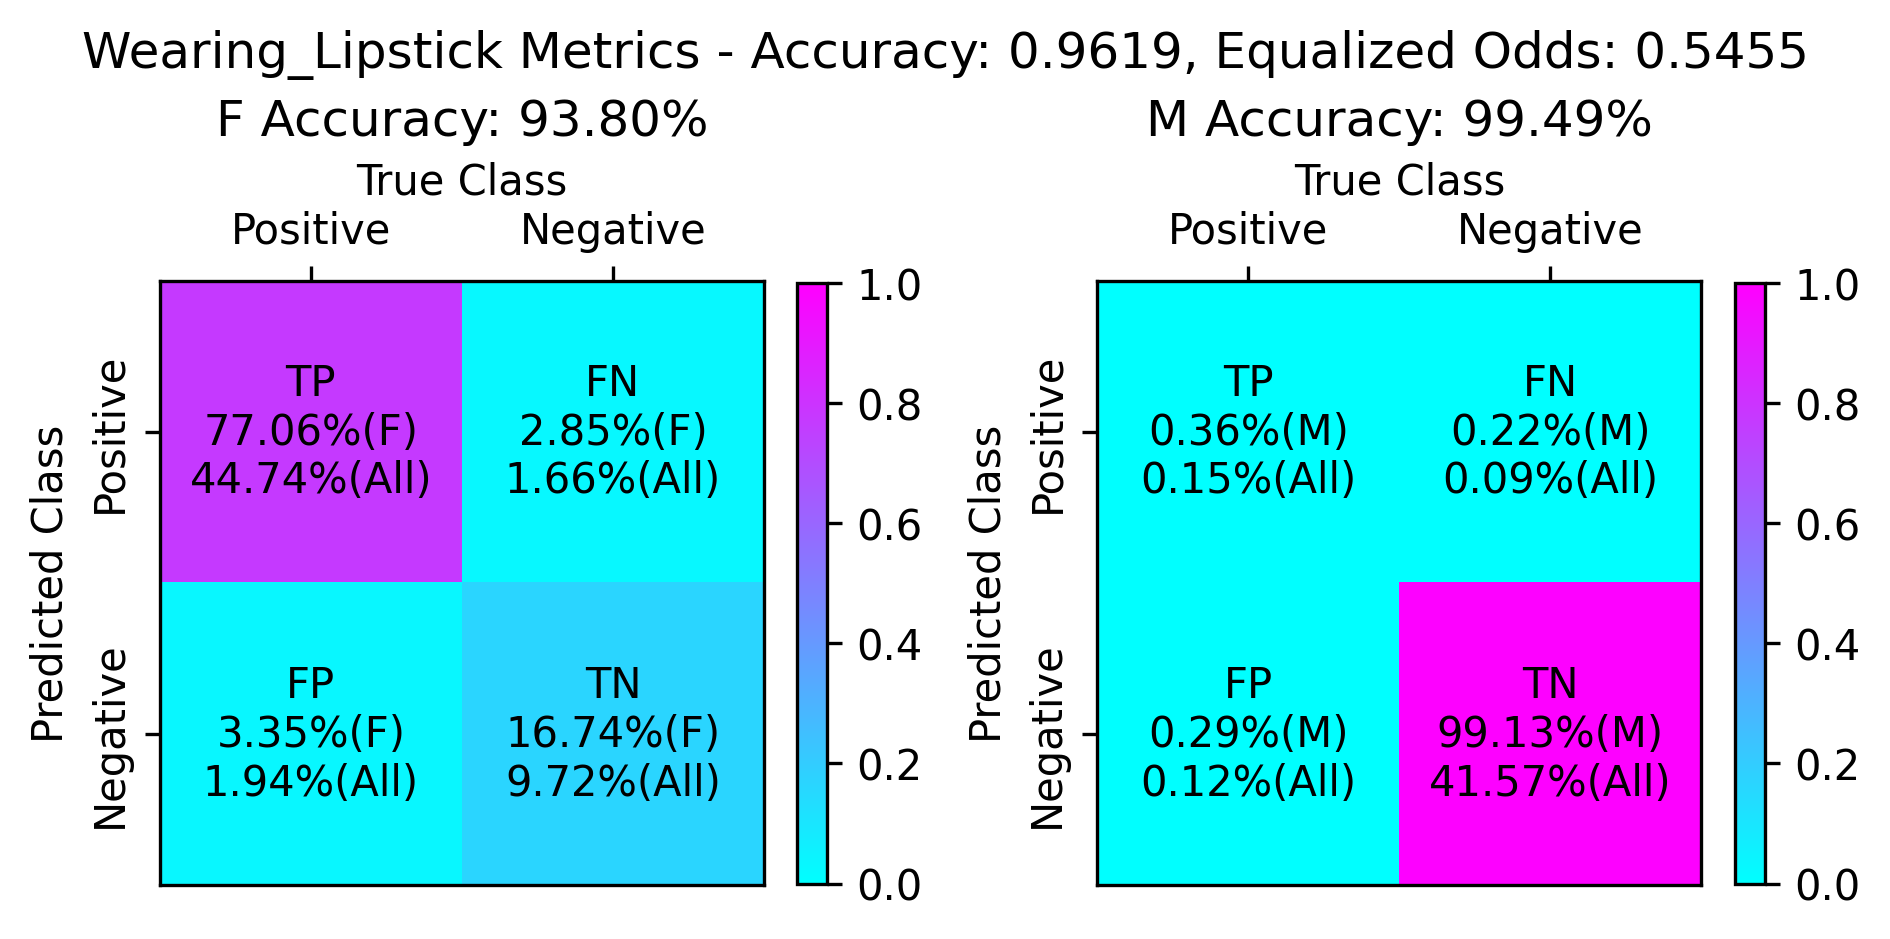 Wearing_Lipstick Metrics - Accuracy: 0.9619, Equalized Odds: 0.5455
F Accuracy: 93.80%
True Class
Positive Negative
Predicted Class
Positive
Negative
TP
77.06%(F)
44.74%(All)
FN
2.85%(F)
1.66%(All)
FP
3.35%(F)
1.94%(All)
TN
16.74%(F)
9.72%(All)
1.0
0.8
0.6
0.4
0.2
0.0
M Accuracy: 99.49%
True Class
Positive Negative
Predicted Class
Positive
Negative
TP
0.36%(M)
0.15%(All)
FN
0.22%(M)
0.09%(All)
FP
0.29%(M)
0.12%(All)
TN
99.13%(M)
41.57%(All)
1.0
0.8
0.6
0.4
0.2
0.0